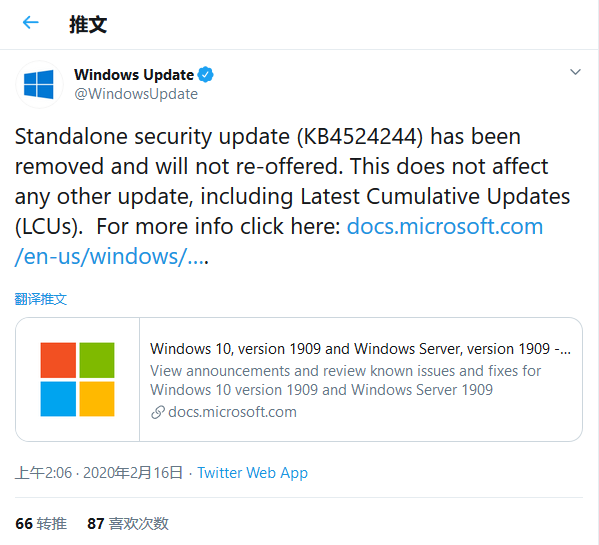 推文
Windows Update
@WindowsUpdate
Standalone security update (KB4524244) has been
removed and will not re-offered. This does not affect
any other update, including Latest Cumulative Updates
(LCUs).  For more info click here: docs.microsoft.com
/en-us/windows/….
翻译推文
Windows 10, version 1909 and Windows Server, version 1909 -...
View announcements and review known issues and fixes for
Windows 10 version 1909 and Windows Server 1909
docs.microsoft.com
上午2:06 · 2020年2月16日 · Twitter Web App
66 转推 87 喜欢次数